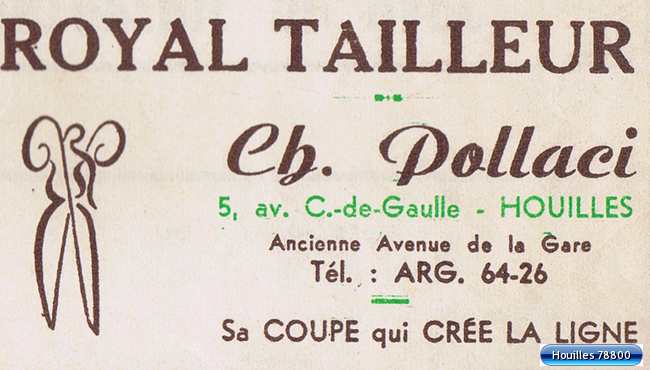 ROYAL TAILLEUR
Ch. Pollaci
5, av. C.-de-Gaulle - HOUILLES
Ancienne Avenue de la Gare
Tél. : ARG. 64-26
Sa COUPE qui CRÉE LA LIGNE
Houilles 78800